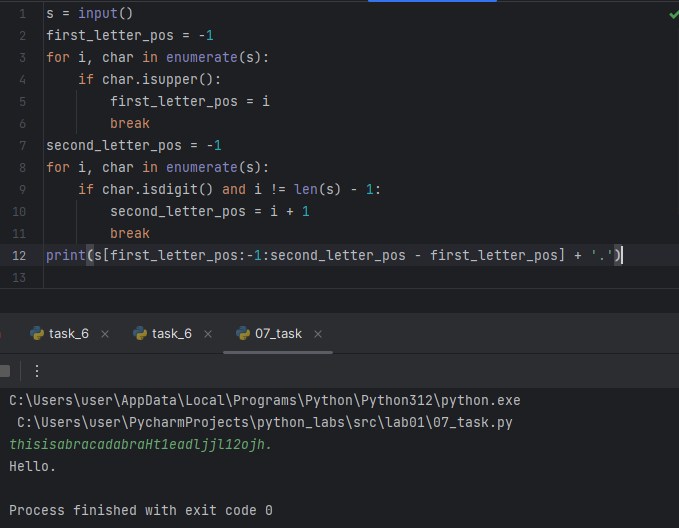 1 s = input()
2 first_letter_pos = -1
3 for i, char in enumerate(s):
4     if char.isupper():
5         first_letter_pos = i
6         break
7 second_letter_pos = -1
8 for i, char in enumerate(s):
9     if char.isdigit() and i != len(s) - 1:
10         second_letter_pos = i + 1
11         break
12 print(s[first_letter_pos:-1:second_letter_pos - first_letter_pos] + '.')
13
task_6 × task_6 × 07_task ×
C:\Users\user\AppData\Local\Programs\Python\Python312\python.exe
C:\Users\user\PycharmProjects\python_labs\src\lab01\07_task.py
thisisabracadabraHt1eadljjl12ojh.
Hello.
Process finished with exit code 0